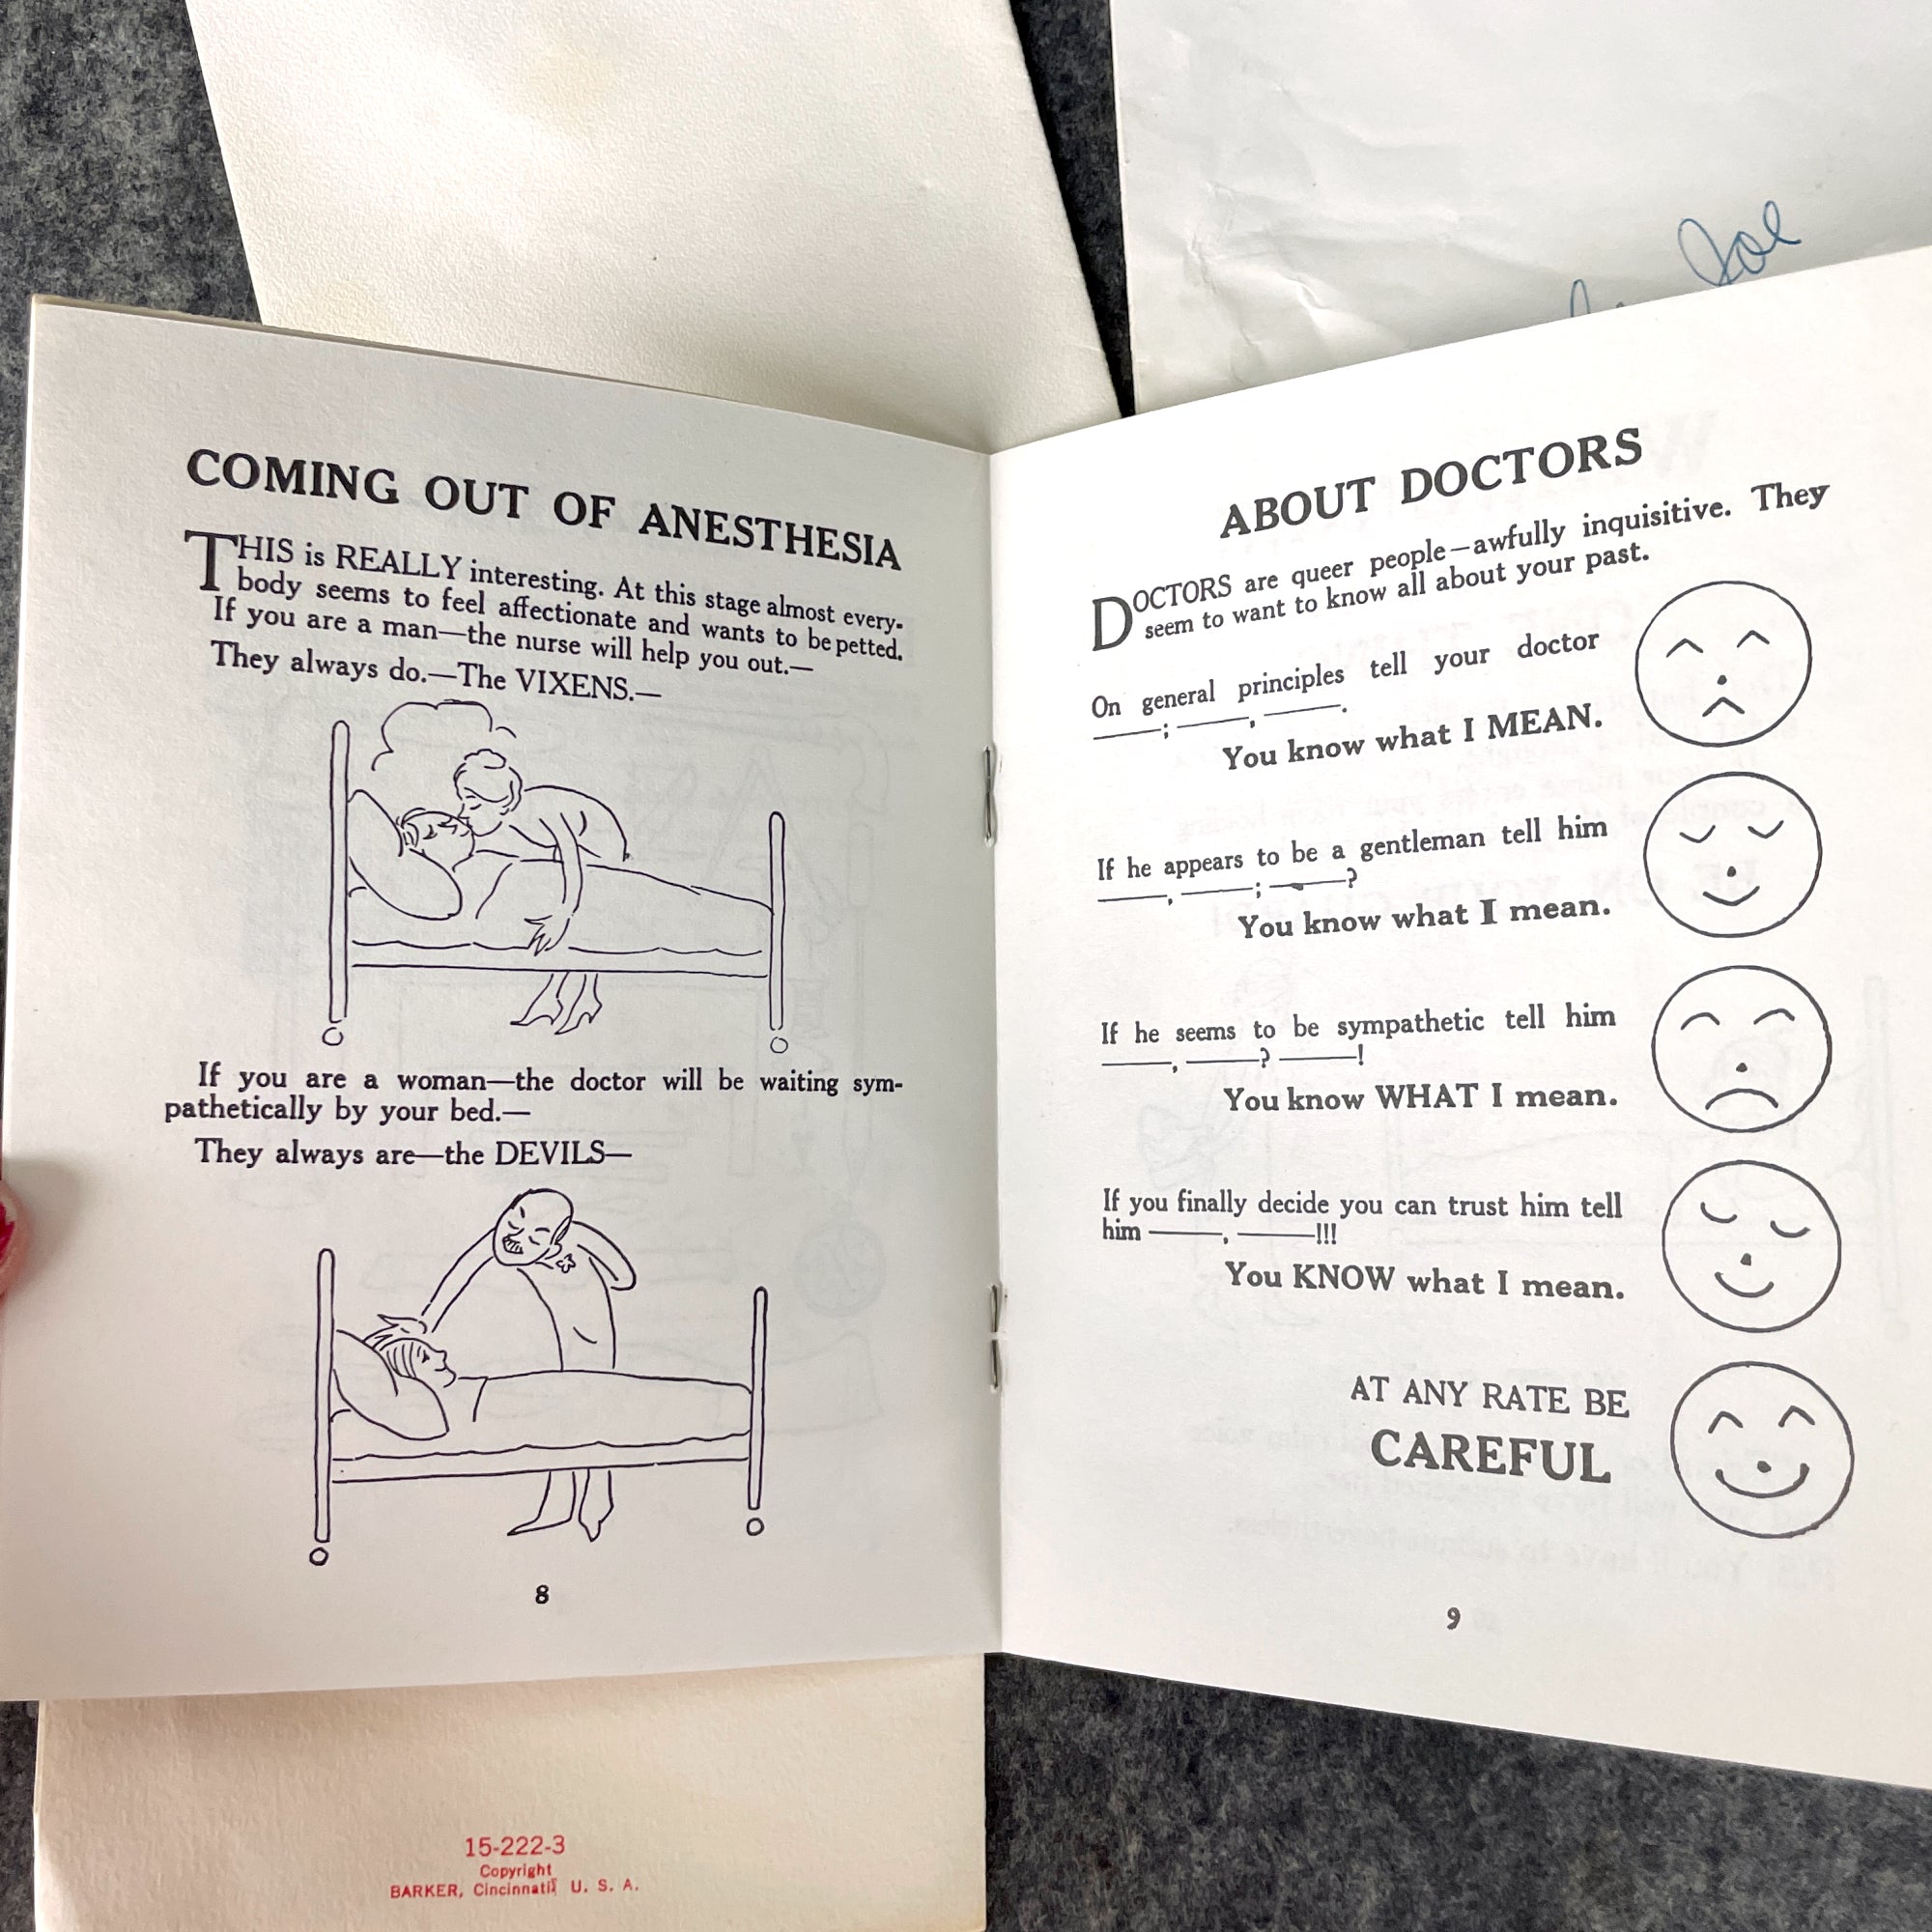 Joe
COMING OUT OF ANESTHESIA
THIS is REALLY interesting. At this stage almost every-
body seems to feel affectionate and wants to be petted.
If you are a man—the nurse will help you out.—
They always do.—The VIXENS.—
If you are a woman—the doctor will be waiting sym-
pathetically by your bed.—
They always are—the DEVILS—
8
ABOUT DOCTORS
DOCTORS are queer people—awfully inquisitive. They
seem to want to know all about your past.
On general principles tell your doctor
——; ——, ——.
You know what I MEAN.
If he appears to be a gentleman tell him
——, ——; ——?
You know what I mean.
If he seems to be sympathetic tell him
——, ——? ——!
You know WHAT I mean.
If you finally decide you can trust him tell
him ——, ——!!!
You KNOW what I mean.
AT ANY RATE BE
CAREFUL
9
15-222-3
Copyright
BARKER, Cincinnati, U. S. A.